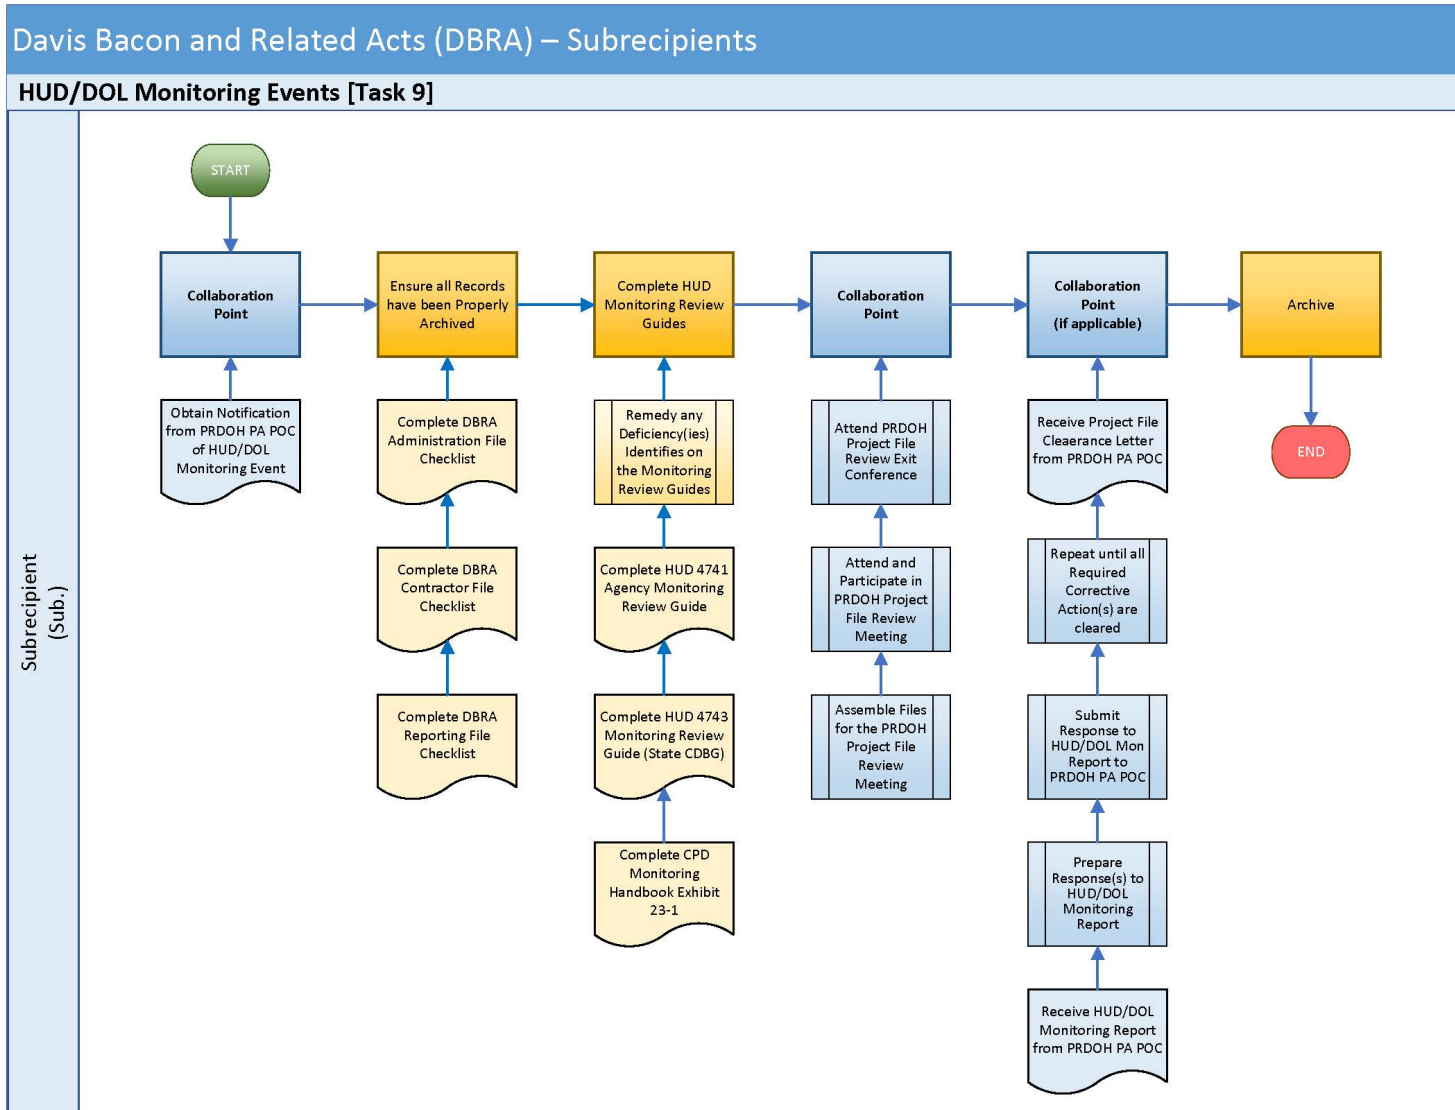 Davis Bacon and Related Acts (DBRA) – Subrecipients
HUD/DOL Monitoring Events [Task 9]
Subrecipient
(Sub.)
START
Collaboration
Point
Obtain Notification
from PRDOH PA POC
of HUD/DOL
Monitoring Event
Ensure all Records
have been Properly
Archived
Complete DBRA
Administration File
Checklist
Complete DBRA
Contractor File
Checklist
Complete DBRA
Reporting File
Checklist
Complete HUD
Monitoring Review
Guides
Remedy any
Deficiency(ies)
Identifies on
the Monitoring
Review Guides
Complete HUD 4741
Agency Monitoring
Review Guide
Complete HUD 4743
Monitoring Review
Guide (State CDBG)
Complete CPD
Monitoring
Handbook Exhibit
23-1
Collaboration
Point
Attend PRDOH
Project File
Review Exit
Conference
Attend and
Participate in
PRDOH Project
File Review
Meeting
Assemble Files
for the PRDOH
Project File
Review
Meeting
Collaboration
Point
(if applicable)
Receive Project File
Cleaerance Letter
from PRDOH PA POC
Repeat until all
Required
Corrective
Action(s) are
cleared
Submit
Response to
HUD/DOL Mon
Report to
PRDOH PA POC
Prepare
Response(s) to
HUD/DOL
Monitoring
Report
Receive HUD/DOL
Monitoring Report
from PRDOH PA POC
Archive
END